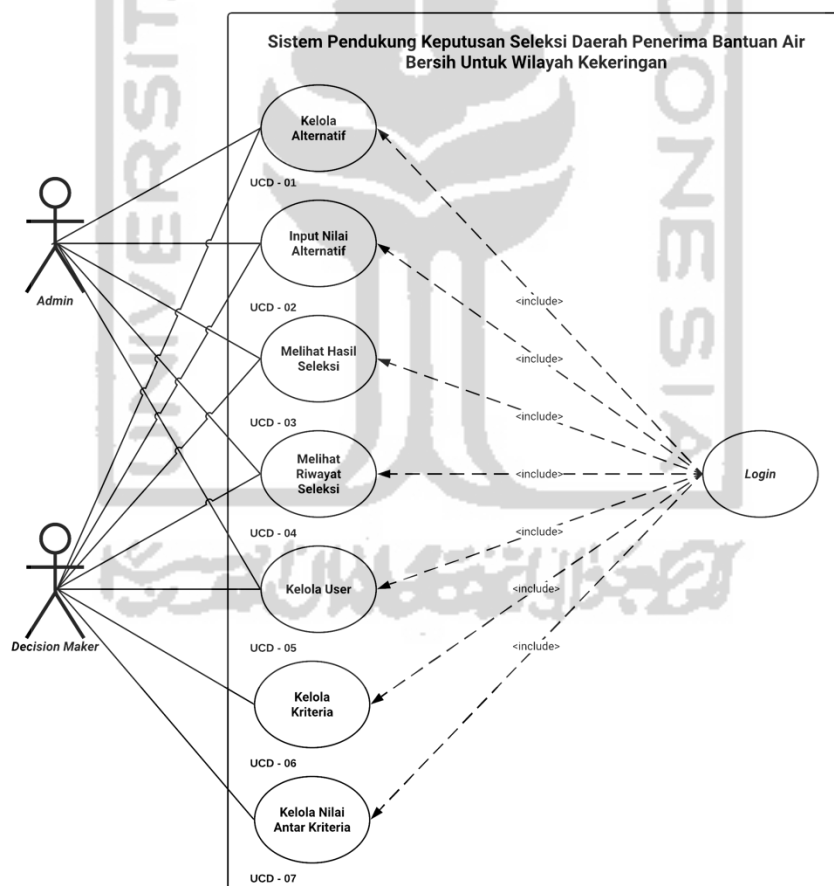 Sistem Pendukung Keputusan Seleksi Daerah Penerima Bantuan Air
Bersih Untuk Wilayah Kekeringan
Kelola
Alternatif
UCD - 01
Input Nilai
Alternatif
UCD - 02
Melihat Hasil
Seleksi
UCD - 03
Melihat
Riwayat
Seleksi
UCD - 04
Kelola User
UCD - 05
Kelola
Kriteria
UCD - 06
Kelola Nilai
Antar Kriteria
UCD - 07
Admin
Decision Maker
<include>
<include>
<include>
<include>
<include>
<include>
<include>
Login
UNIVERSITA
ONESIA